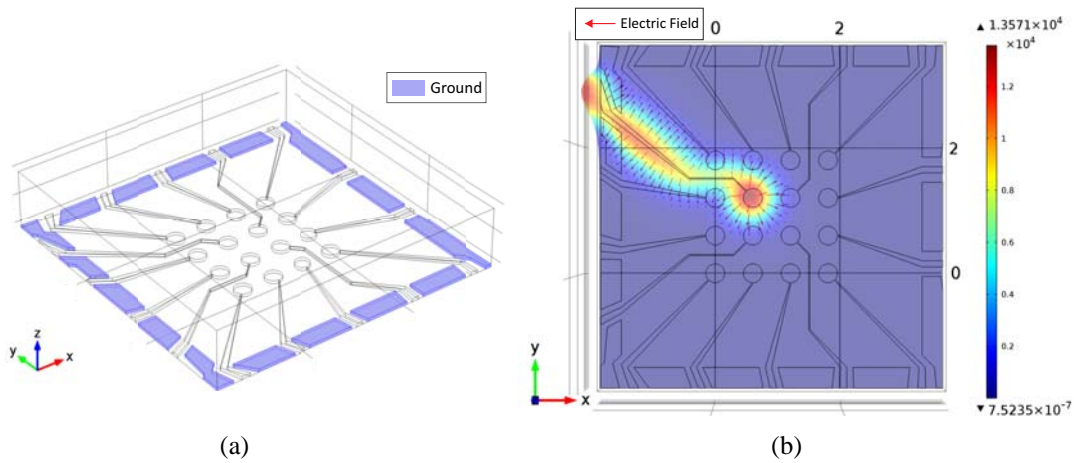 Ground
z
y
x
(a)
Electric Field
0 2
2
0
y
x
▲ 1.3571×10⁴
×10⁴
1.2
1
0.8
0.6
0.4
0.2
▼ 7.5235×10⁻⁷
(b)